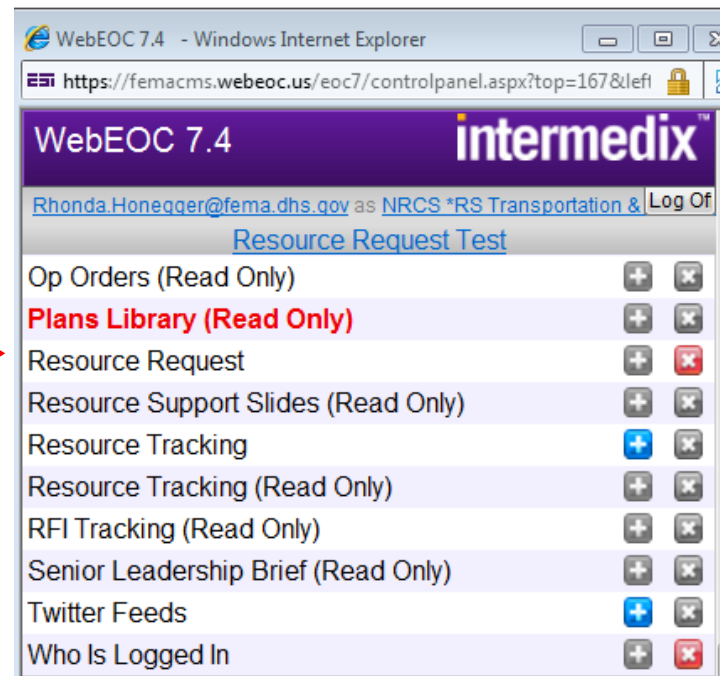 WebEOC 7.4 - Windows Internet Explorer
ESi https://femacms.webeoc.us/eoc7/controlpanel.aspx?top=167&left
WebEOC 7.4 intermedix™
Rhonda.Honegger@fema.dhs.gov as NRCS *RS Transportation & Log Of
Resource Request Test
Op Orders (Read Only)
Plans Library (Read Only)
Resource Request
Resource Support Slides (Read Only)
Resource Tracking
Resource Tracking (Read Only)
RFI Tracking (Read Only)
Senior Leadership Brief (Read Only)
Twitter Feeds
Who Is Logged In